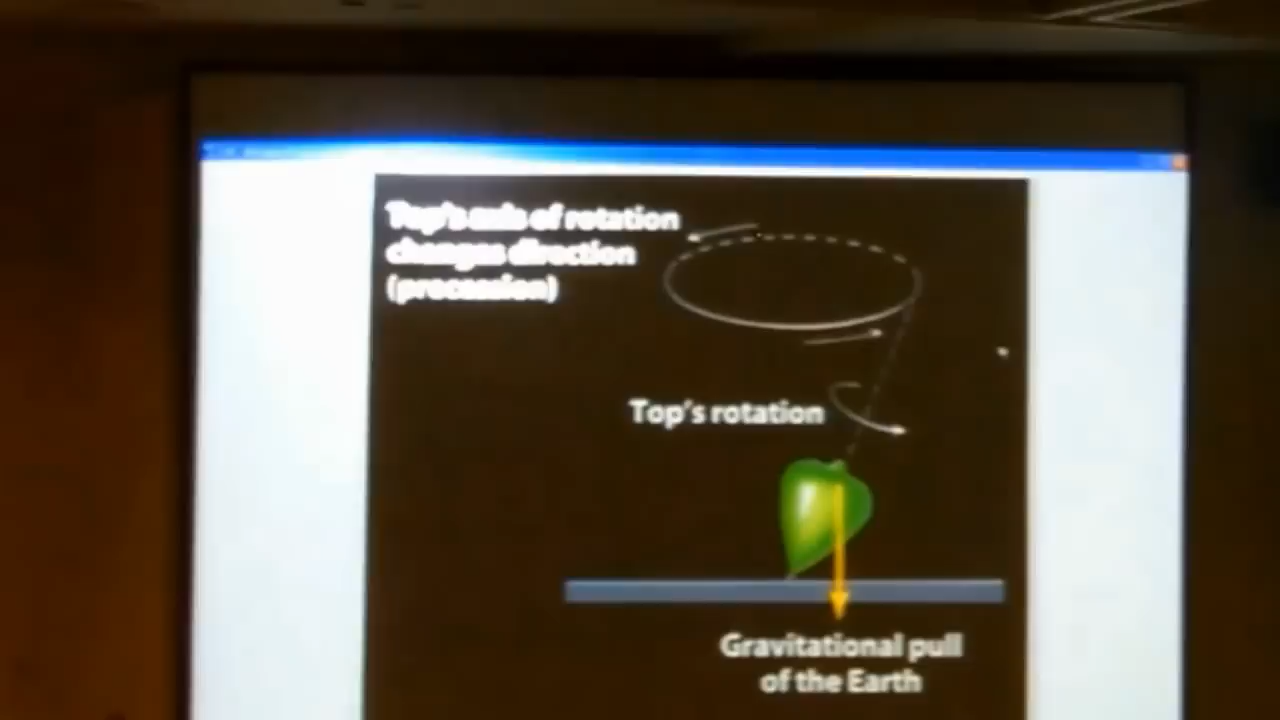 Top's axis of rotation
changes direction
(precession)
Top's rotation
Gravitational pull
of the Earth